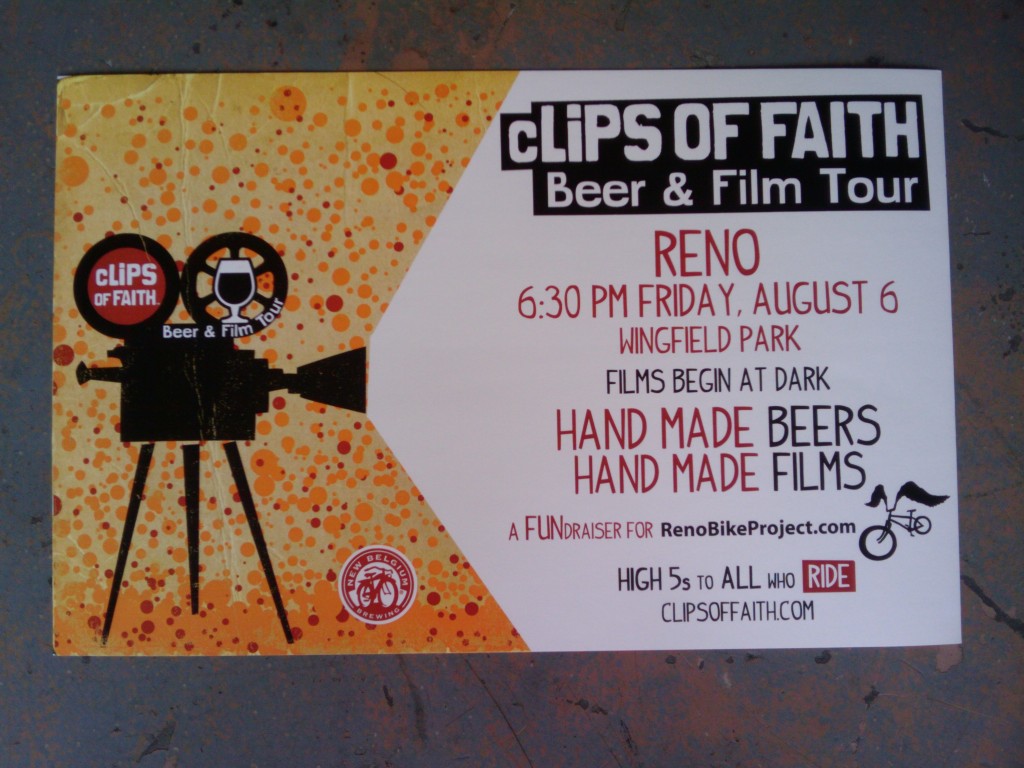 cLiPS OF FAITH
Beer & Film Tour
cLiPS
OF FAITH™
Beer & Film Tour
RENO
6:30 PM FRIDAY, AUGUST 6
WINGFIELD PARK
FILMS BEGIN AT DARK
HAND MADE BEERS
HAND MADE FILMS
A FUNDRAISER FOR RenoBikeProject.com
HIGH 5s TO ALL WHO RIDE
CLIPSOFFAITH.COM
NEW BELGIUM
BREWING